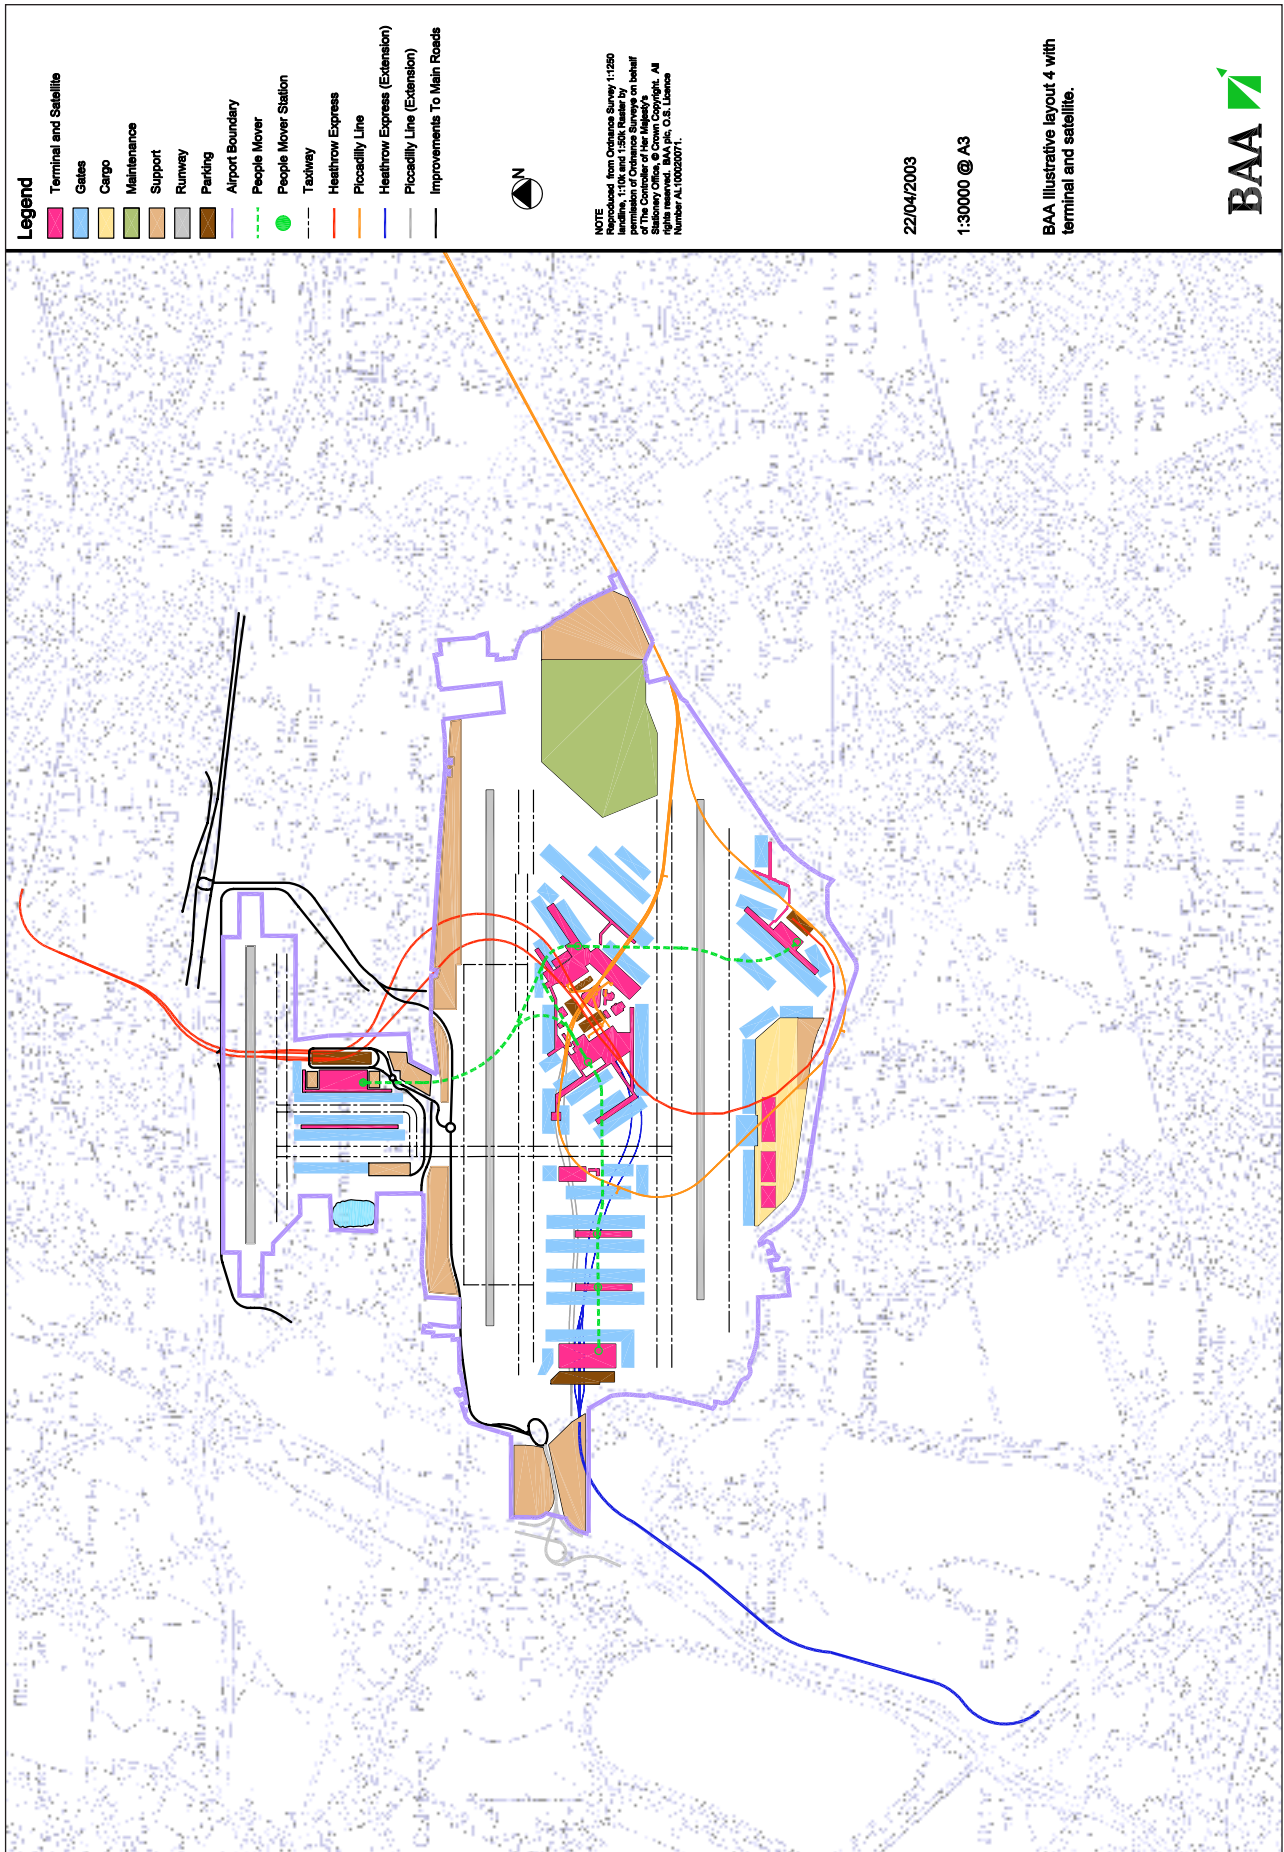 Legend
Terminal and Satellite
Gates
Cargo
Maintenance
Support
Runway
Parking
Airport Boundary
People Mover
People Mover Station
Taxiway
Heathrow Express
Piccadilly Line
Heathrow Express (Extension)
Piccadilly Line (Extension)
Improvements To Main Roads
N
NOTE
Reproduced from Ordnance Survey 1:1250
landline, 1:10k and 1:50k Raster by
permission of Ordnance Surveye on behalf
of The Controller of Her Majesty's
Stationery Office, © Crown Copyright. All
rights reserved. BAA plc, O.S. Licence
Number AL100020071.
22/04/2003
1:30000 @ A3
BAA Illustrative layout 4 with
terminal and satellite.
BAA